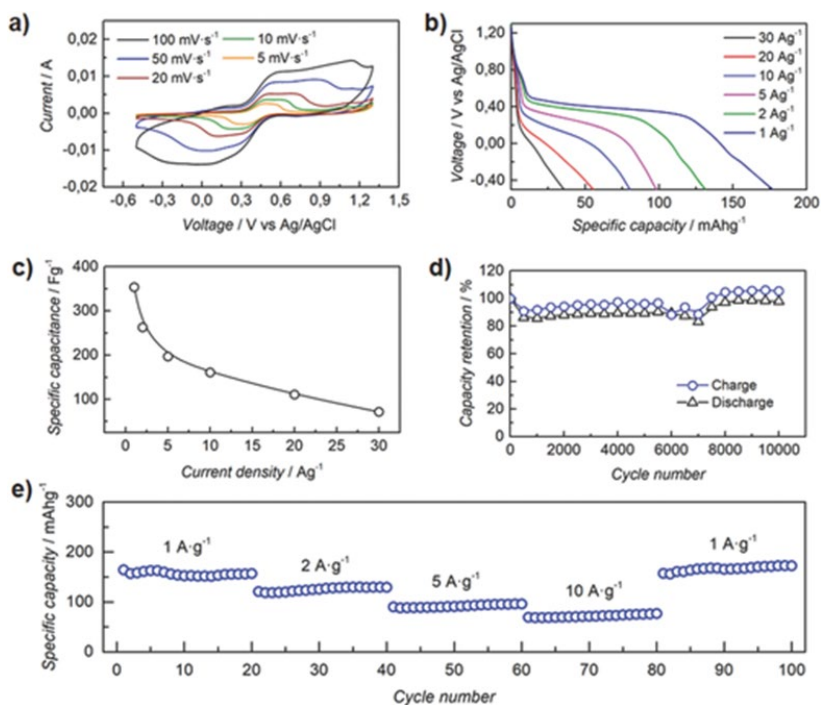 a)
0,02
0,01
0,00
-0,01
-0,02
Current / A
100 mV·s⁻¹
50 mV·s⁻¹
20 mV·s⁻¹
10 mV·s⁻¹
5 mV·s⁻¹
-0,6 -0,3 0,0 0,3 0,6 0,9 1,2 1,5
Voltage / V vs Ag/AgCl
b)
1,20
0,80
0,40
0,00
-0,40
Voltage / V vs Ag/AgCl
30 Ag⁻¹
20 Ag⁻¹
10 Ag⁻¹
5 Ag⁻¹
2 Ag⁻¹
1 Ag⁻¹
0 50 100 150 200
Specific capacity / mAhg⁻¹
c)
400
300
200
100
Specific capacitance / Fg⁻¹
0 5 10 15 20 25 30
Current density / Ag⁻¹
d)
120
100
80
60
40
20
0
Capacity retention / %
Charge
Discharge
0 2000 4000 6000 8000 10000
Cycle number
e)
300
200
100
0
Specific capacity / mAhg⁻¹
1 A·g⁻¹
2 A·g⁻¹
5 A·g⁻¹
10 A·g⁻¹
1 A·g⁻¹
0 10 20 30 40 50 60 70 80 90 100
Cycle number